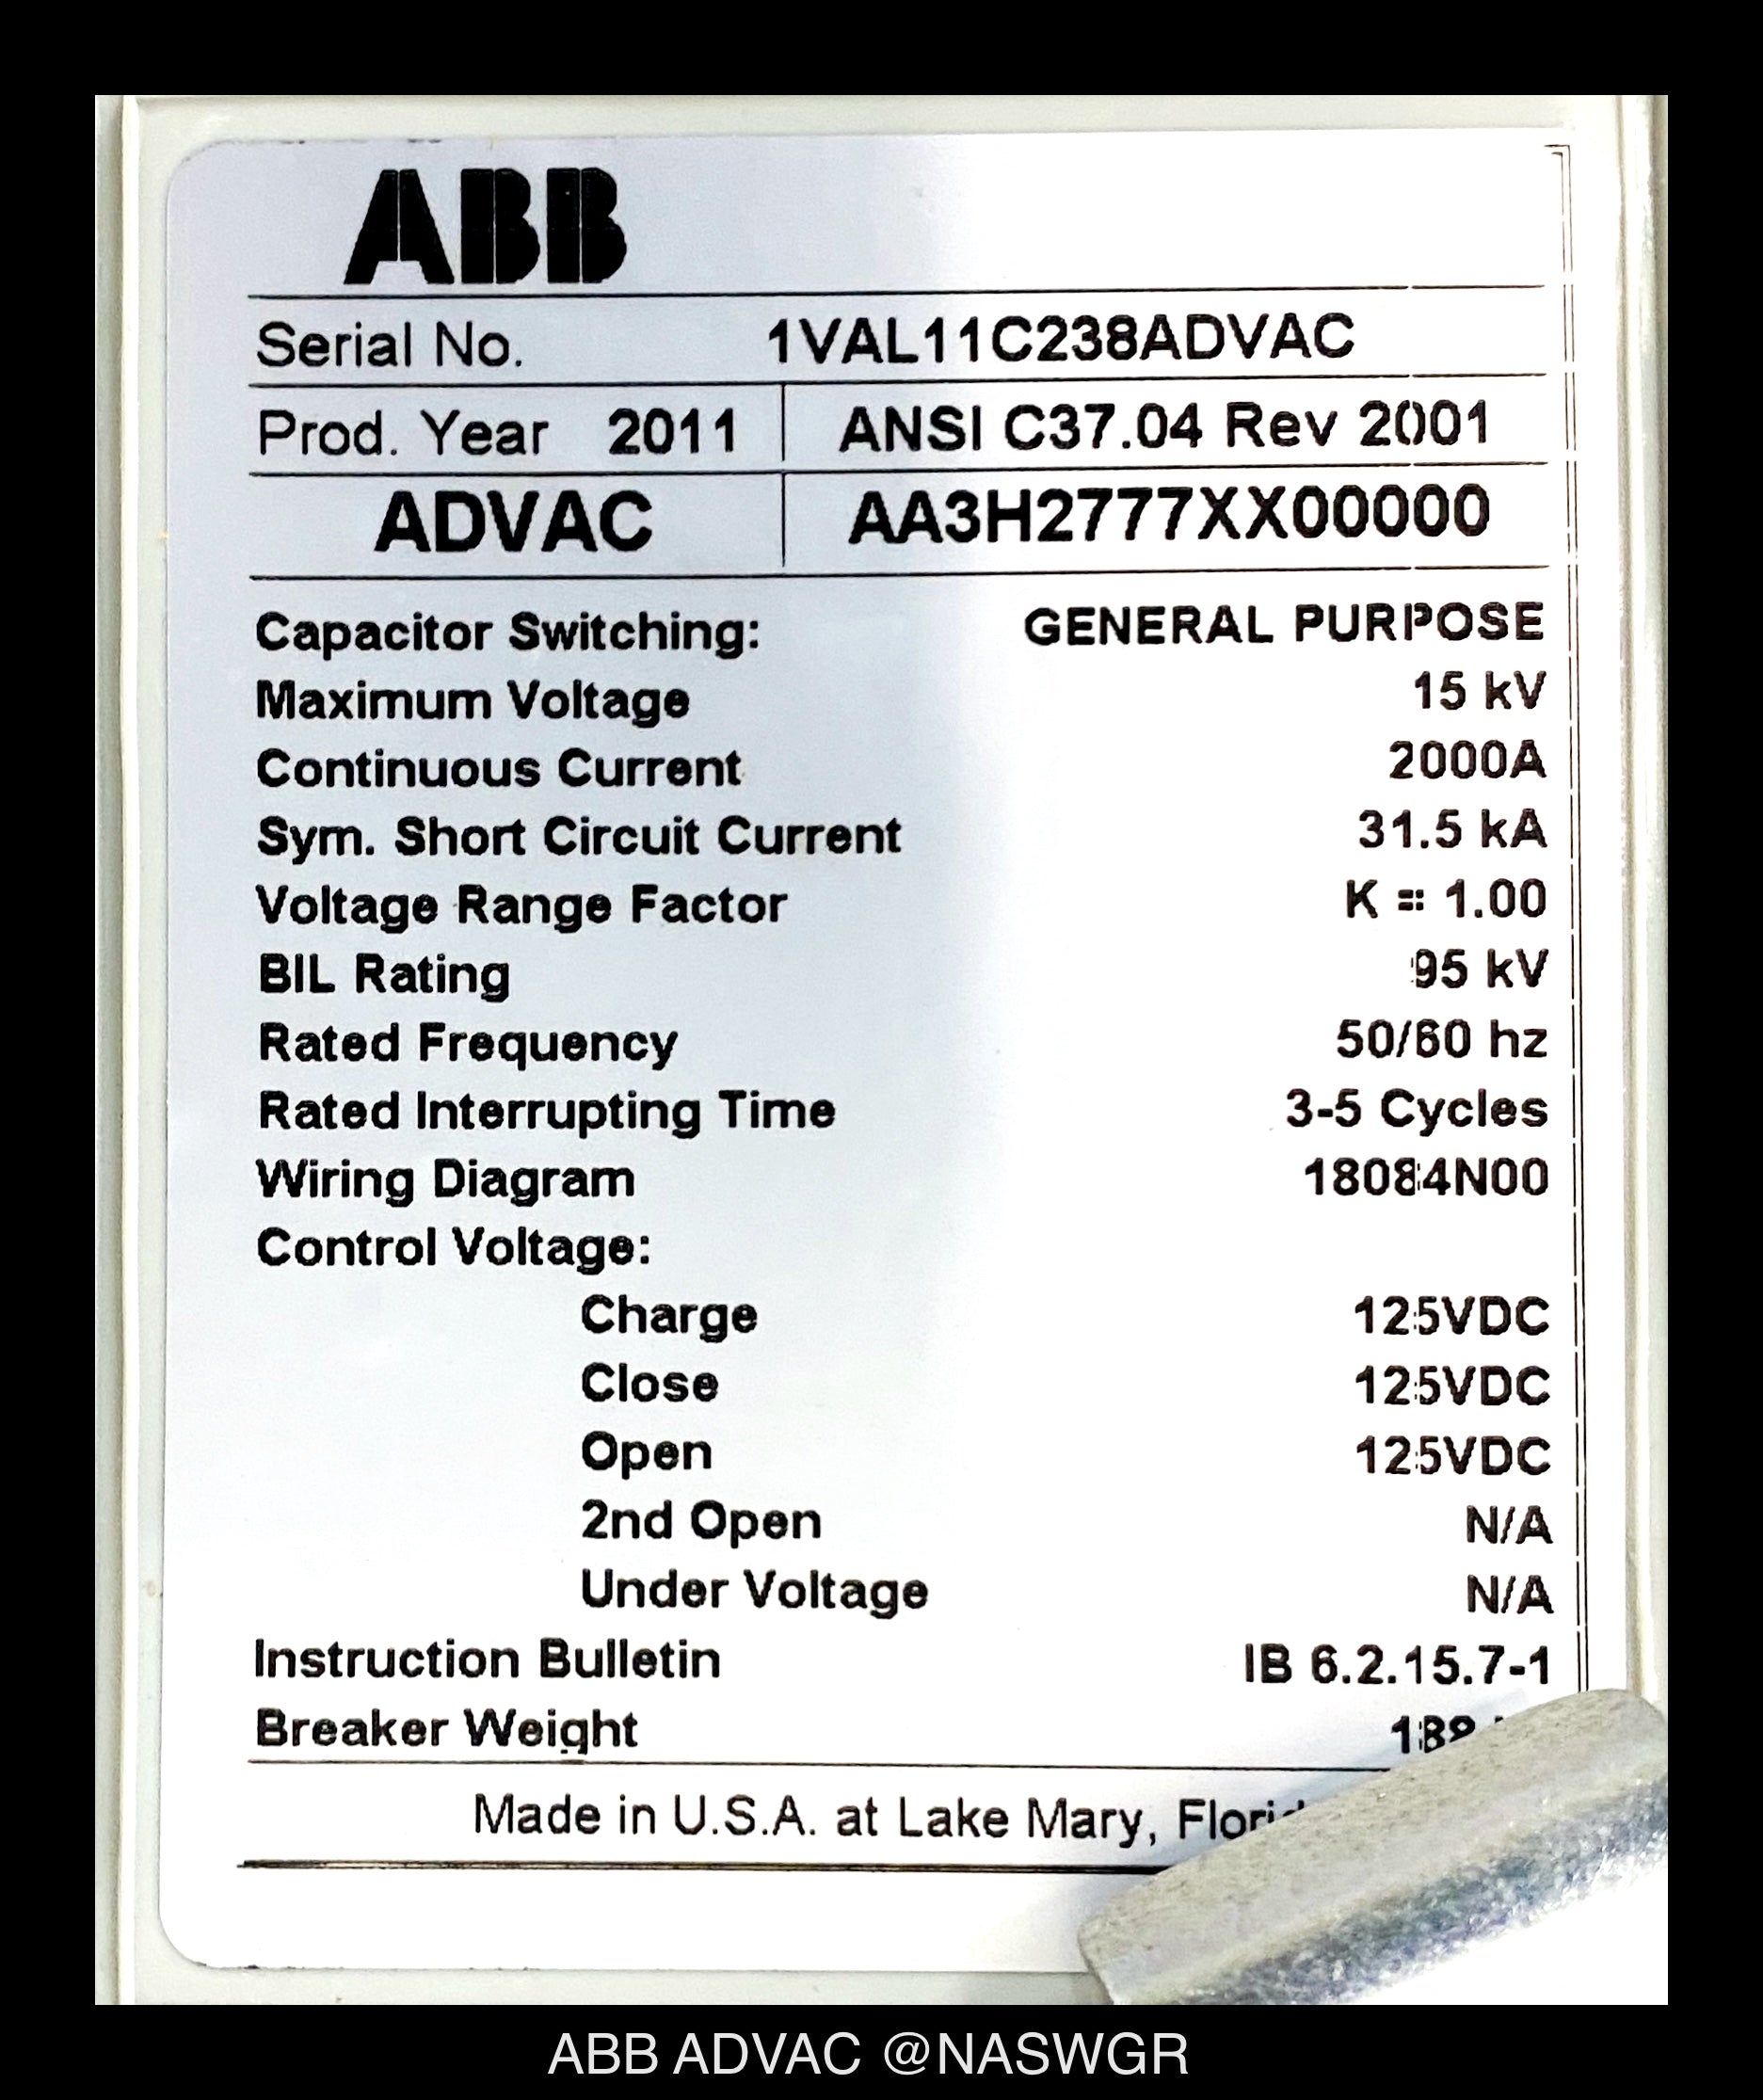 ABB
Serial No. 1VAL11C238ADVAC
Prod. Year 2011 ANSI C37.04 Rev 2001
ADVAC AA3H2777XX00000
Capacitor Switching: GENERAL PURPOSE
Maximum Voltage 15 kV
Continuous Current 2000A
Sym. Short Circuit Current 31.5 kA
Voltage Range Factor K = 1.00
BIL Rating 95 kV
Rated Frequency 50/60 hz
Rated Interrupting Time 3-5 Cycles
Wiring Diagram 18084N00
Control Voltage:
Charge 125VDC
Close 125VDC
Open 125VDC
2nd Open N/A
Under Voltage N/A
Instruction Bulletin IB 6.2.15.7-1
Breaker Weight
Made in U.S.A. at Lake Mary,
ABB ADVAC @NASWGR